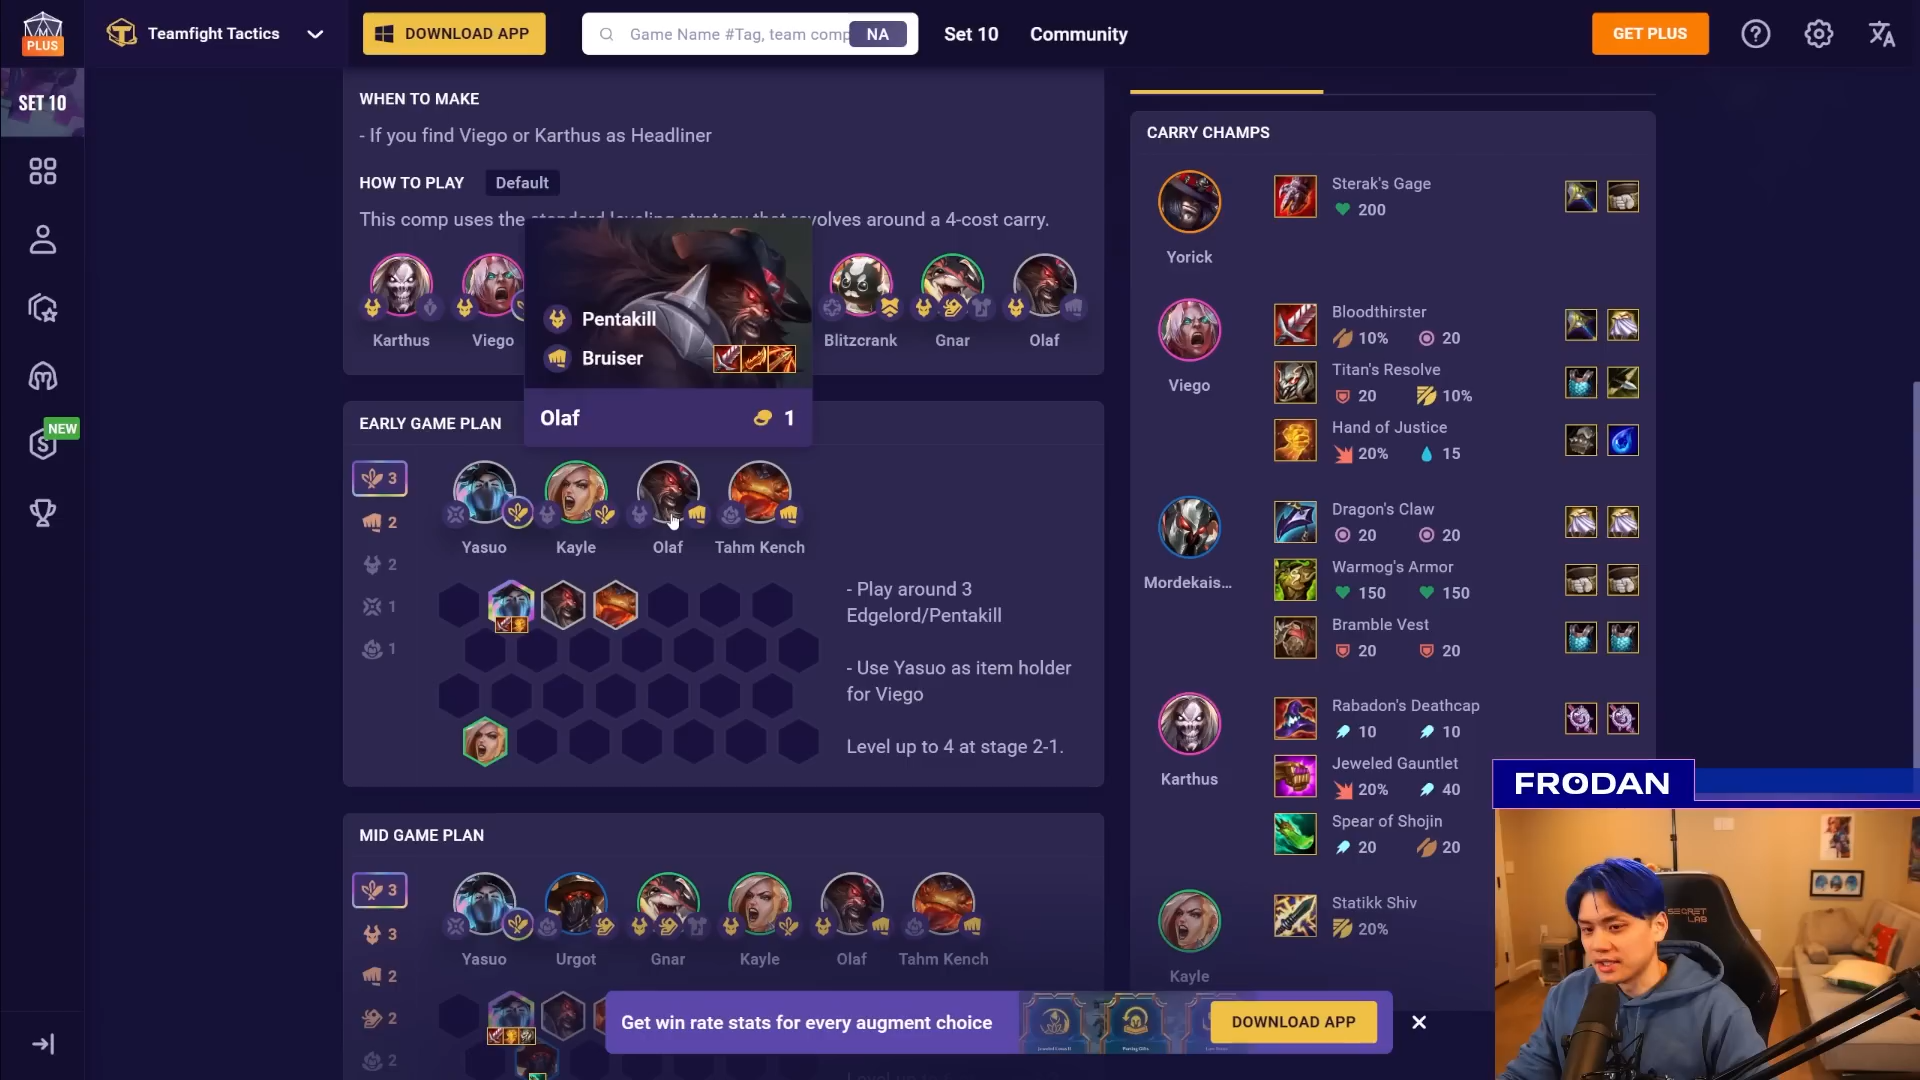 PLUS
Teamfight Tactics
DOWNLOAD APP
Game Name #Tag, team comp
NA
Set 10
Community
GET PLUS
SET 10
NEW
WHEN TO MAKE
- If you find Viego or Karthus as Headliner
HOW TO PLAY
Default
This comp uses the standard leveling strategy that revolves around a 4-cost carry.
Karthus
Viego
Blitzcrank
Gnar
Olaf
Pentakill
Bruiser
Olaf
1
EARLY GAME PLAN
3
2
2
1
1
Yasuo
Kayle
Olaf
Tahm Kench
- Play around 3
Edgelord/Pentakill
- Use Yasuo as item holder
for Viego
Level up to 4 at stage 2-1.
MID GAME PLAN
3
3
2
2
2
Yasuo
Urgot
Gnar
Kayle
Olaf
Tahm Kench
CARRY CHAMPS
Yorick
Sterak's Gage
200
Viego
Bloodthirster
10%
20
Titan's Resolve
20
10%
Hand of Justice
20%
15
Mordekais...
Dragon's Claw
20
20
Warmog's Armor
150
150
Bramble Vest
20
20
Karthus
Rabadon's Deathcap
10
10
Jeweled Gauntlet
20%
40
Spear of Shojin
20
20
Kayle
Statikk Shiv
20%
Get win rate stats for every augment choice
DOWNLOAD APP
FRODAN
SECRET
LAB